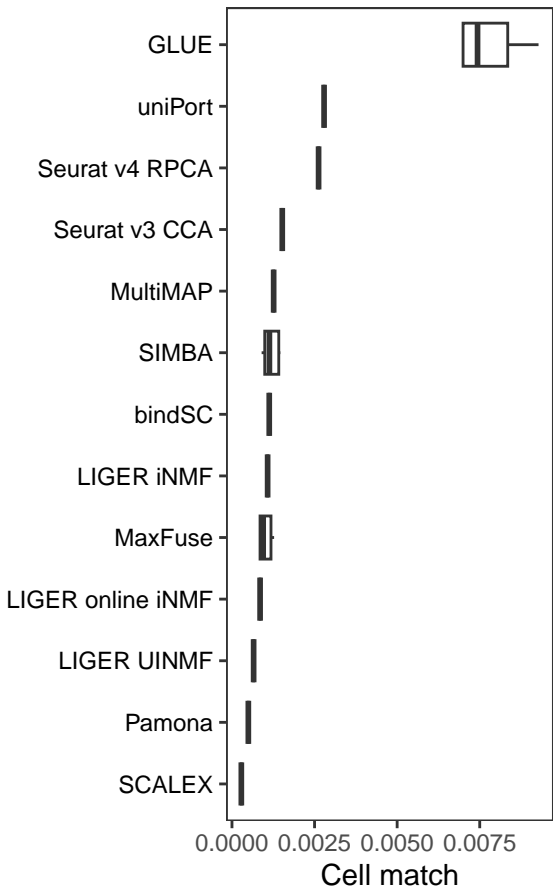 GLUE
uniPort
Seurat v4 RPCA
Seurat v3 CCA
MultiMAP
SIMBA
bindSC
LIGER iNMF
MaxFuse
LIGER online iNMF
LIGER UINMF
Pamona
SCALEX
0.0000 0.0025 0.0050 0.0075
Cell match